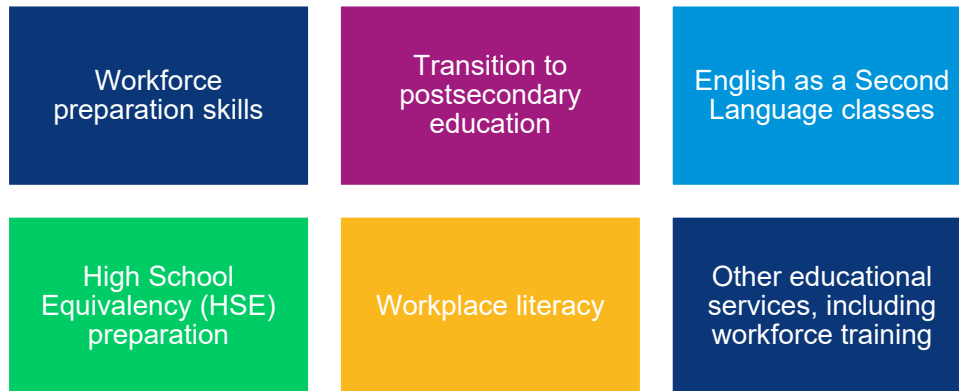 Workforce
preparation skills
Transition to
postsecondary
education
English as a Second
Language classes
High School
Equivalency (HSE)
preparation
Workplace literacy
Other educational
services, including
workforce training